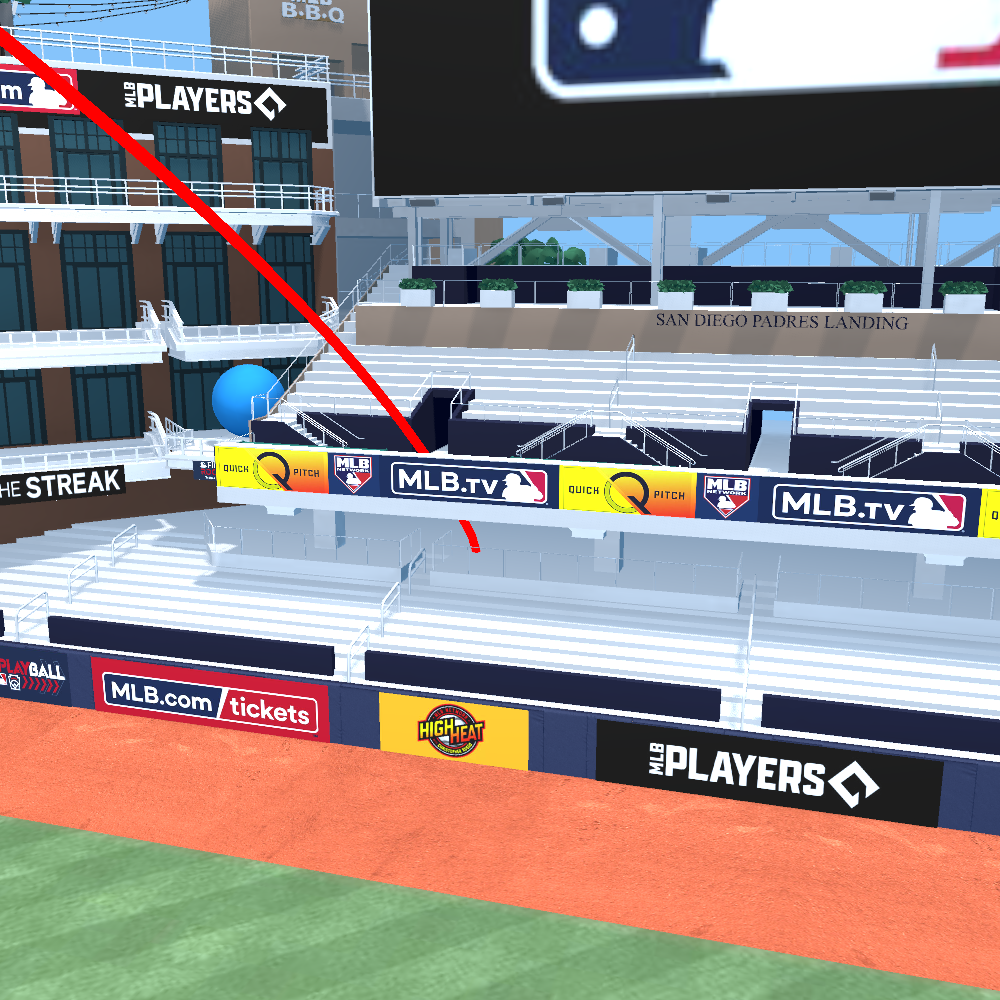 B·B·Q
m
MLB PLAYERS
SAN DIEGO PADRES LANDING
HE STREAK
QUICK Q PITCH
MLB NETWORK
MLB.TV
QUICK Q PITCH
MLB NETWORK
MLB.TV
Q
PLAYBALL
MLB.com/tickets
HIGH HEAT
MLB PLAYERS